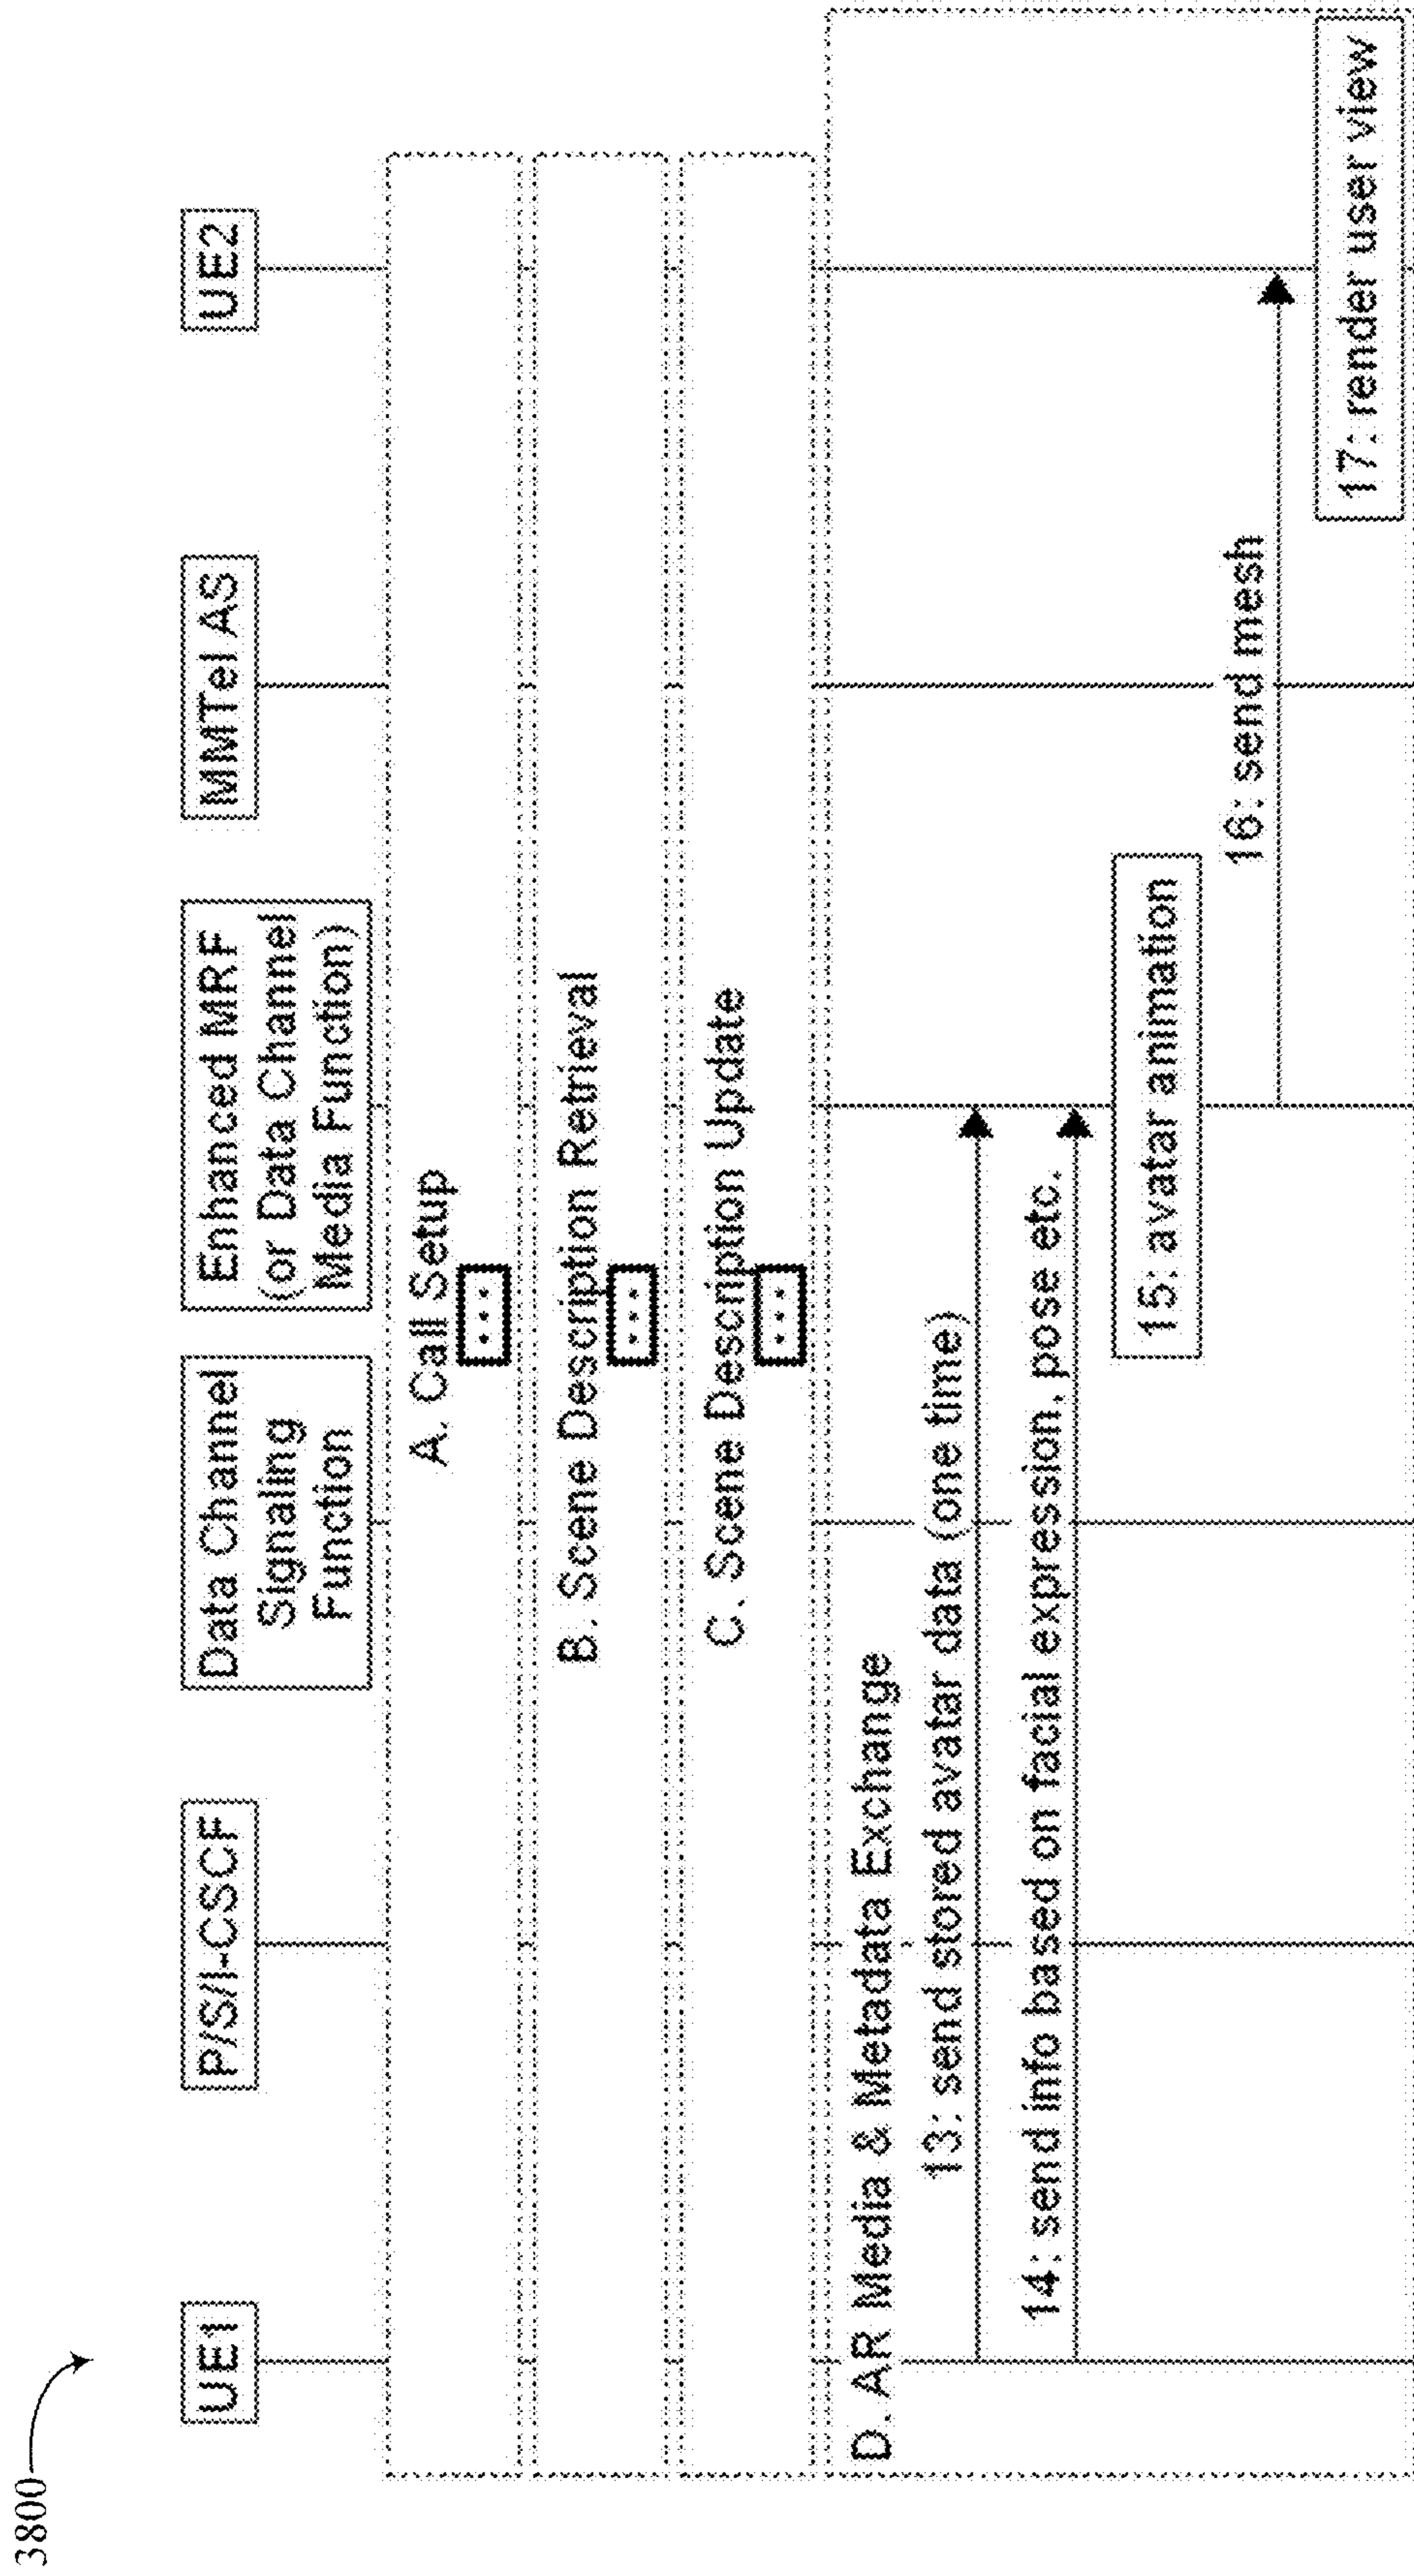 3800
UE1
P/S/I-CSCF
Data Channel
Signaling
Function
Enhanced MRF
(or Data Channel
Media Function)
MMTel AS
UE2
A. Call Setup
...
B. Scene Description Retrieval
...
C. Scene Description Update
...
D. AR Media & Metadata Exchange
13: send stored avatar data (one time)
14: send info based on facial expression, pose etc.
15: avatar animation
16: send mesh
17: render user view